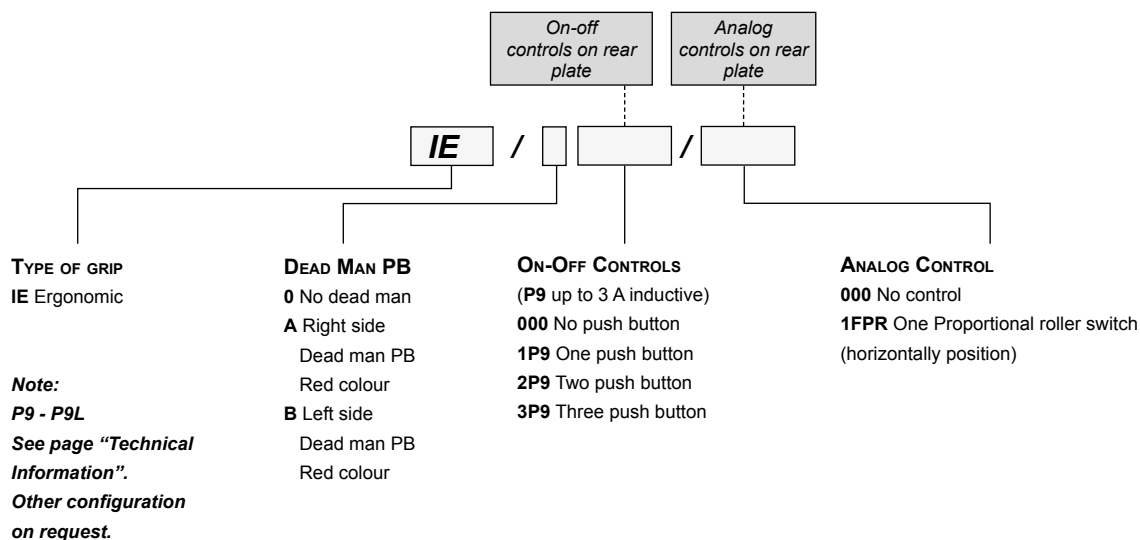 On-off
controls on rear
plate
Analog
controls on rear
plate
IE / /
Type of grip
IE Ergonomic
Note:
P9 - P9L
See page “Technical
Information”.
Other configuration
on request.
Dead Man PB
0 No dead man
A Right side
Dead man PB
Red colour
B Left side
Dead man PB
Red colour
On-Off Controls
(P9 up to 3 A inductive)
000 No push button
1P9 One push button
2P9 Two push button
3P9 Three push button
Analog Control
000 No control
1FPR One Proportional roller switch
(horizontally position)